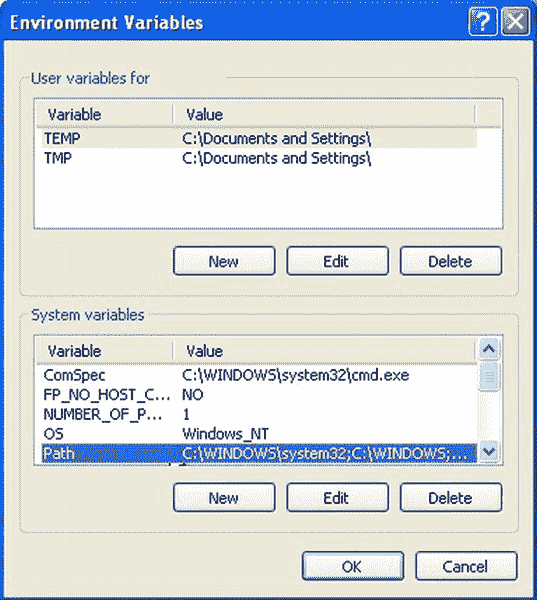 Environment Variables
User variables for
Variable Value
TEMP C:\Documents and Settings\
TMP C:\Documents and Settings\
New Edit Delete
System variables
Variable Value
ComSpec C:\WINDOWS\system32\cmd.exe
FP_NO_HOST_C... NO
NUMBER_OF_P... 1
OS Windows_NT
Path C:\WINDOWS\system32;C:\WINDOWS;...
New Edit Delete
OK Cancel